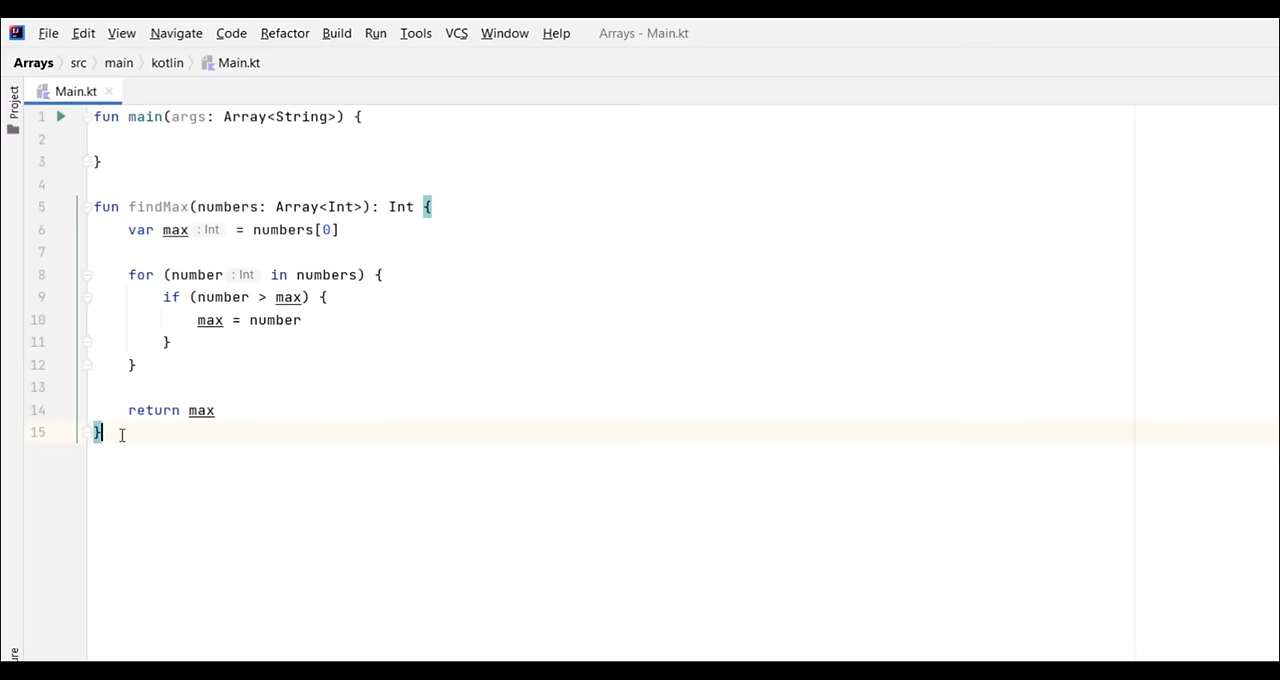 File Edit View Navigate Code Refactor Build Run Tools VCS Window Help Arrays - Main.kt
Arrays src main kotlin Main.kt
Project
Main.kt
1 fun main(args: Array<String>) {
2
3 }
4
5 fun findMax(numbers: Array<Int>): Int {
6 var max : Int = numbers[0]
7
8 for (number : Int in numbers) {
9 if (number > max) {
10 max = number
11 }
12 }
13
14 return max
15 }
ure